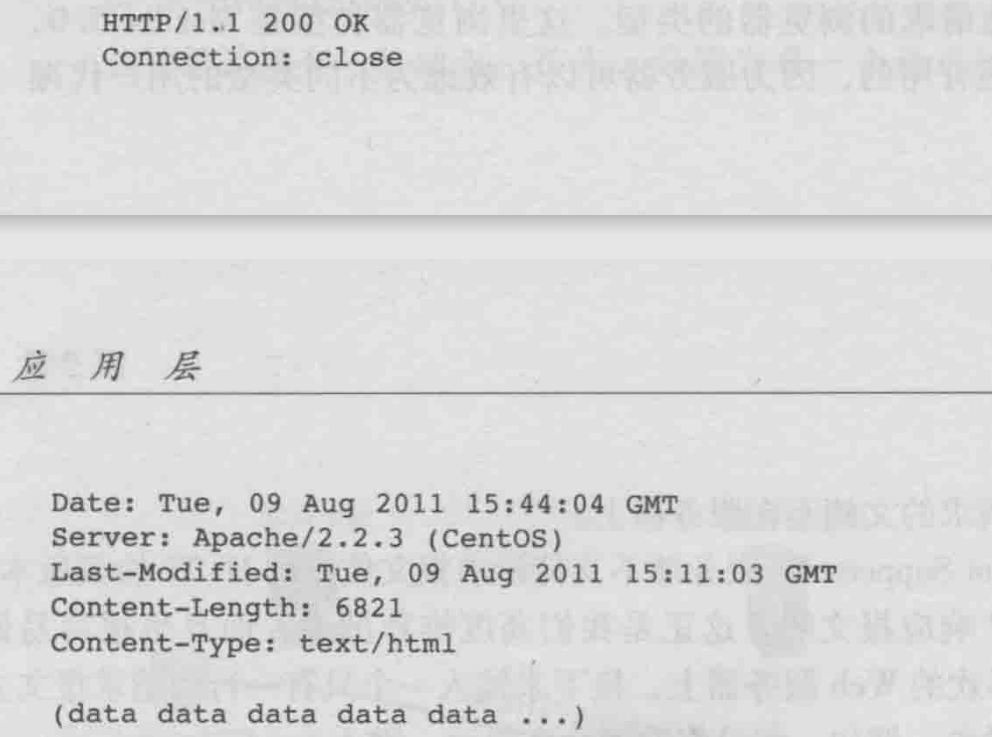 HTTP/1.1 200 OK
Connection: close
应用层
Date: Tue, 09 Aug 2011 15:44:04 GMT
Server: Apache/2.2.3 (CentOS)
Last-Modified: Tue, 09 Aug 2011 15:11:03 GMT
Content-Length: 6821
Content-Type: text/html
(data data data data data ...)